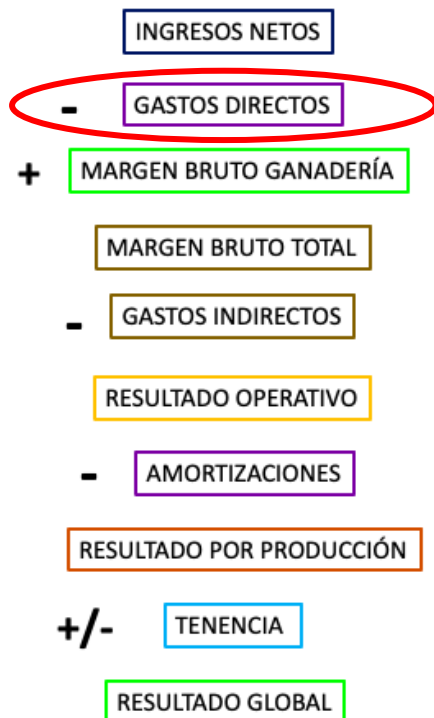 INGRESOS NETOS
- GASTOS DIRECTOS
+ MARGEN BRUTO GANADERÍA
MARGEN BRUTO TOTAL
- GASTOS INDIRECTOS
RESULTADO OPERATIVO
- AMORTIZACIONES
RESULTADO POR PRODUCCIÓN
+/- TENENCIA
RESULTADO GLOBAL